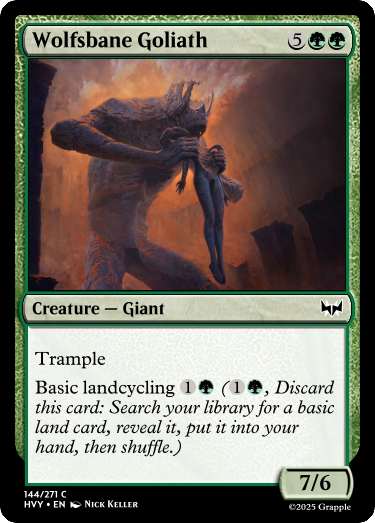 Wolfsbane Goliath 5
Creature — Giant
Trample
Basic landcycling 1 (1, Discard
this card: Search your library for a basic
land card, reveal it, put it into your
hand, then shuffle.)
7/6
144/271 C
HVY • EN Nick Keller
©2025 Grapple